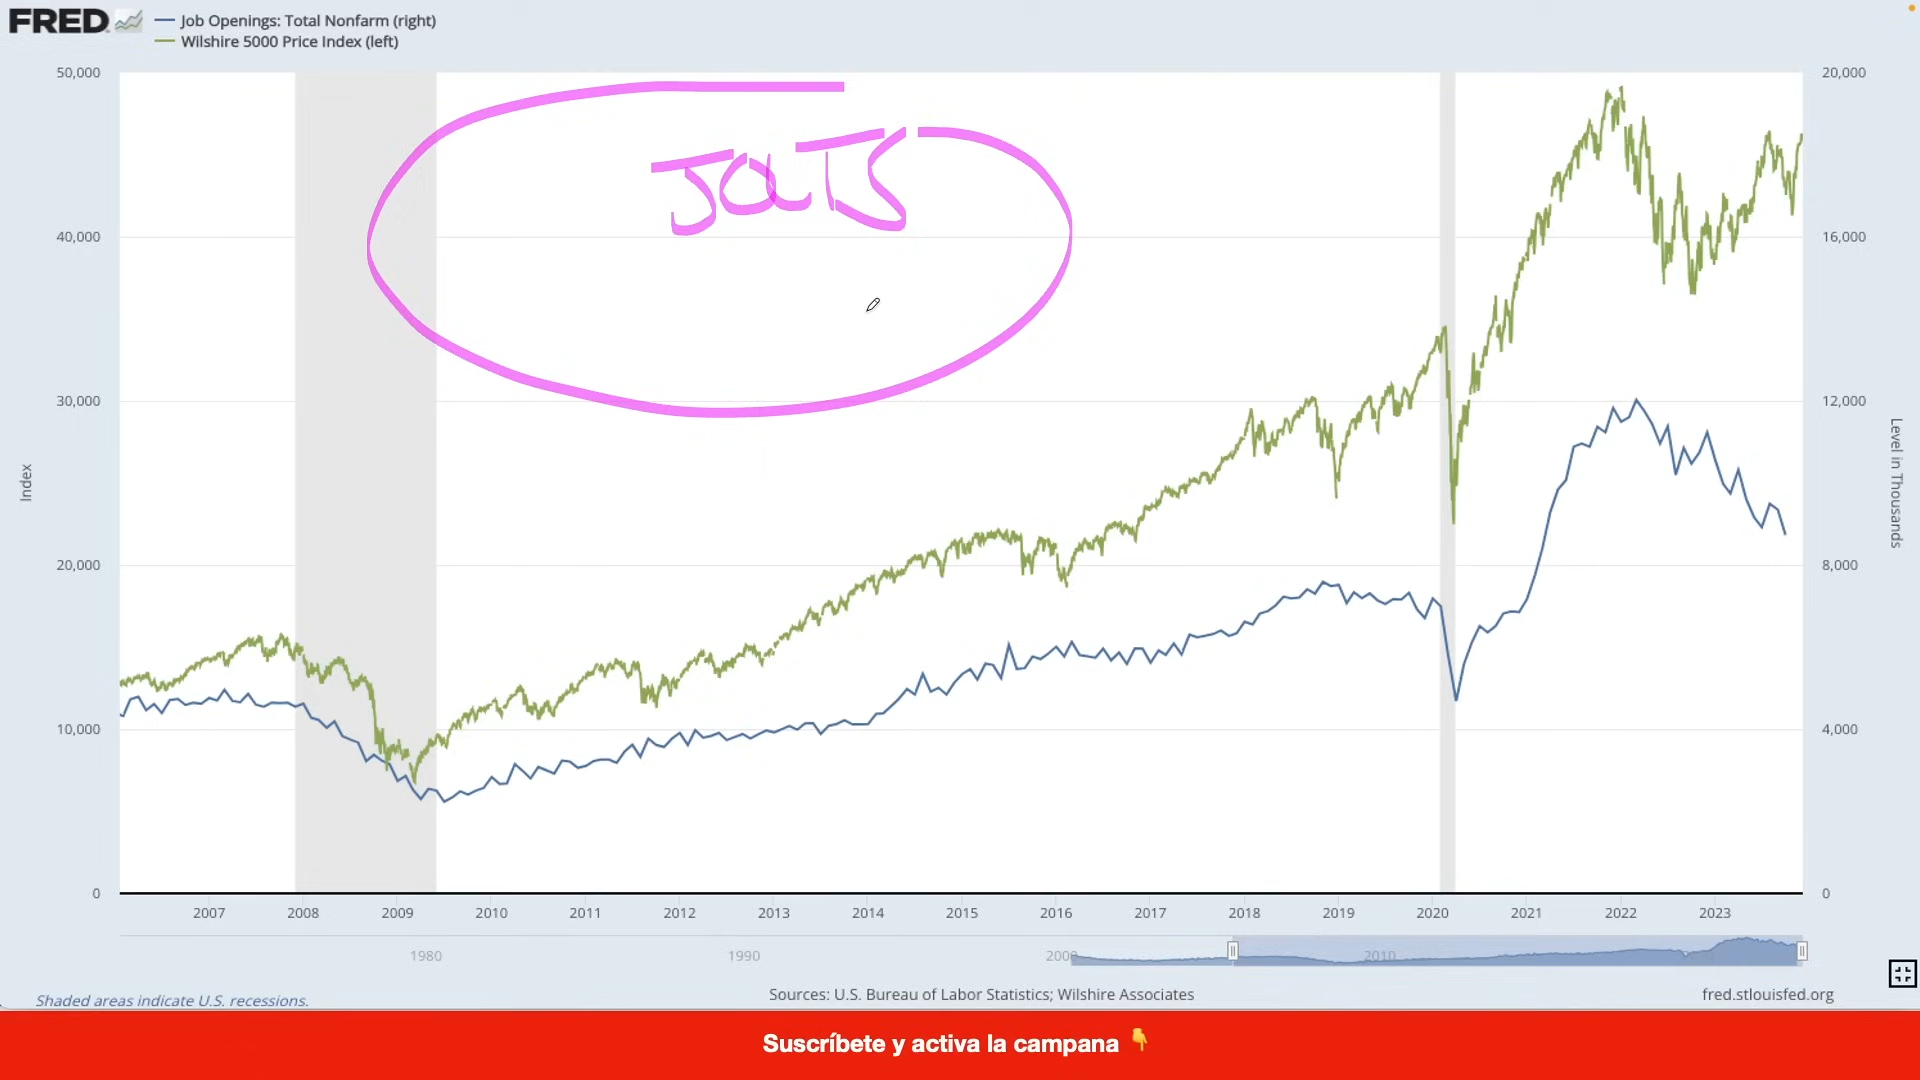 FRED
Job Openings: Total Nonfarm (right)
Wilshire 5000 Price Index (left)
50,000
40,000
30,000
20,000
10,000
0
Index
JOLTS
20,000
16,000
12,000
8,000
4,000
0
Level in Thousands
2007 2008 2009 2010 2011 2012 2013 2014 2015 2016 2017 2018 2019 2020 2021 2022 2023
1980 1990 2000 2010
Shaded areas indicate U.S. recessions.
Sources: U.S. Bureau of Labor Statistics; Wilshire Associates
fred.stlouisfed.org
Suscríbete y activa la campana 👇